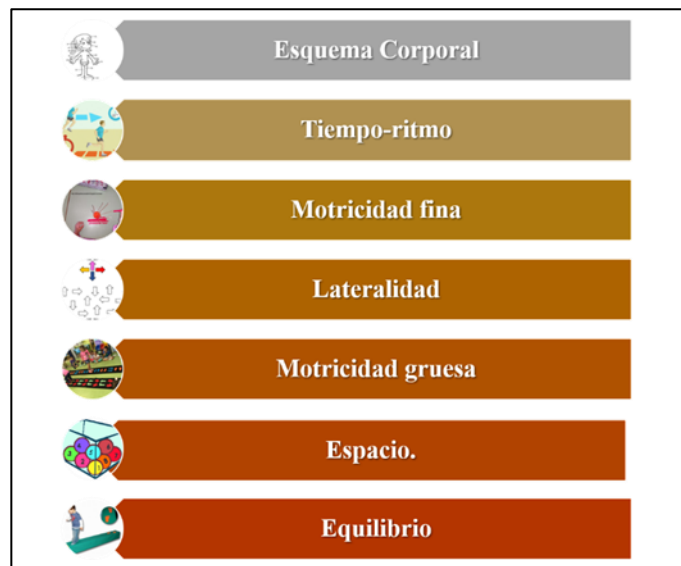 Esquema Corporal
Tiempo-ritmo
Motricidad fina
Lateralidad
Motricidad gruesa
Espacio.
Equilibrio